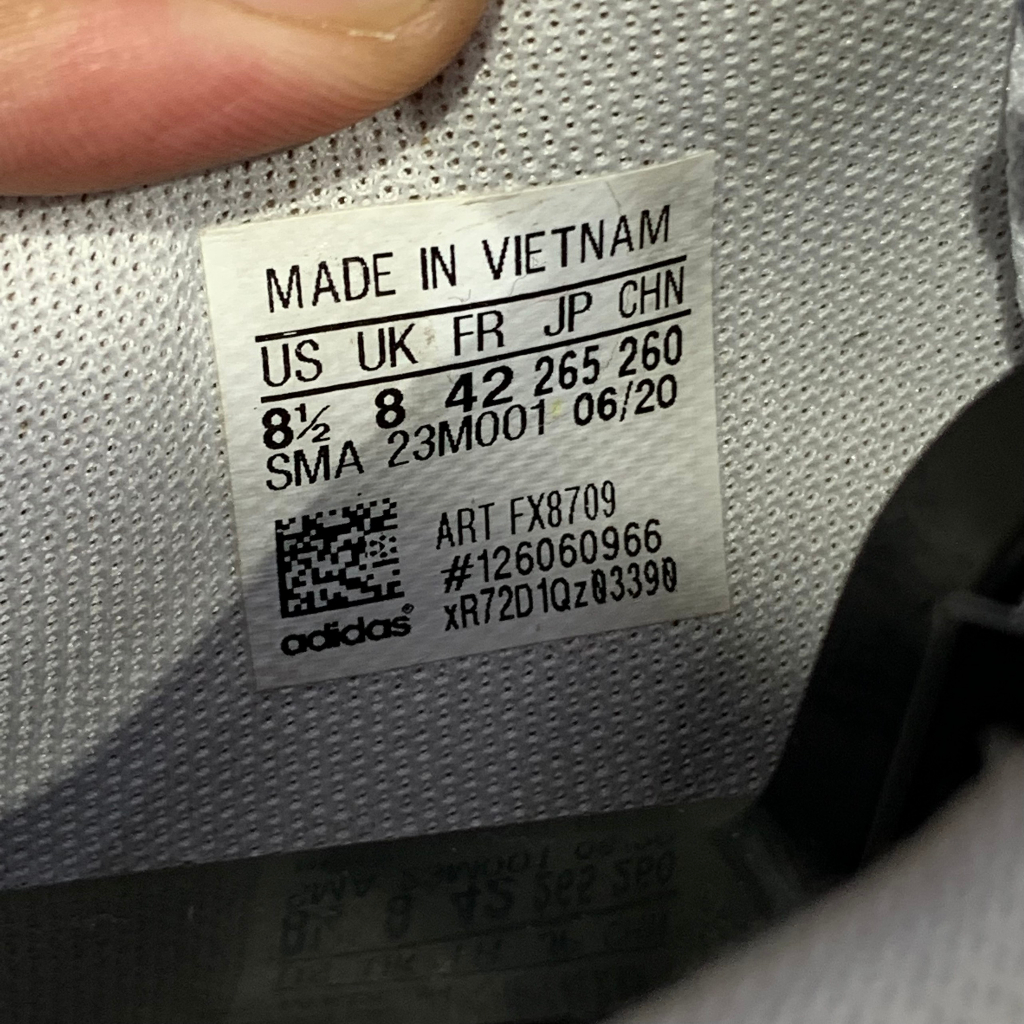 MADE IN VIETNAM
US UK FR JP CHN
8½ 8 42 265 260
SMA 23M001 06/20
ART FX8709
#126060966
xR72D1Qz03390
adidas®